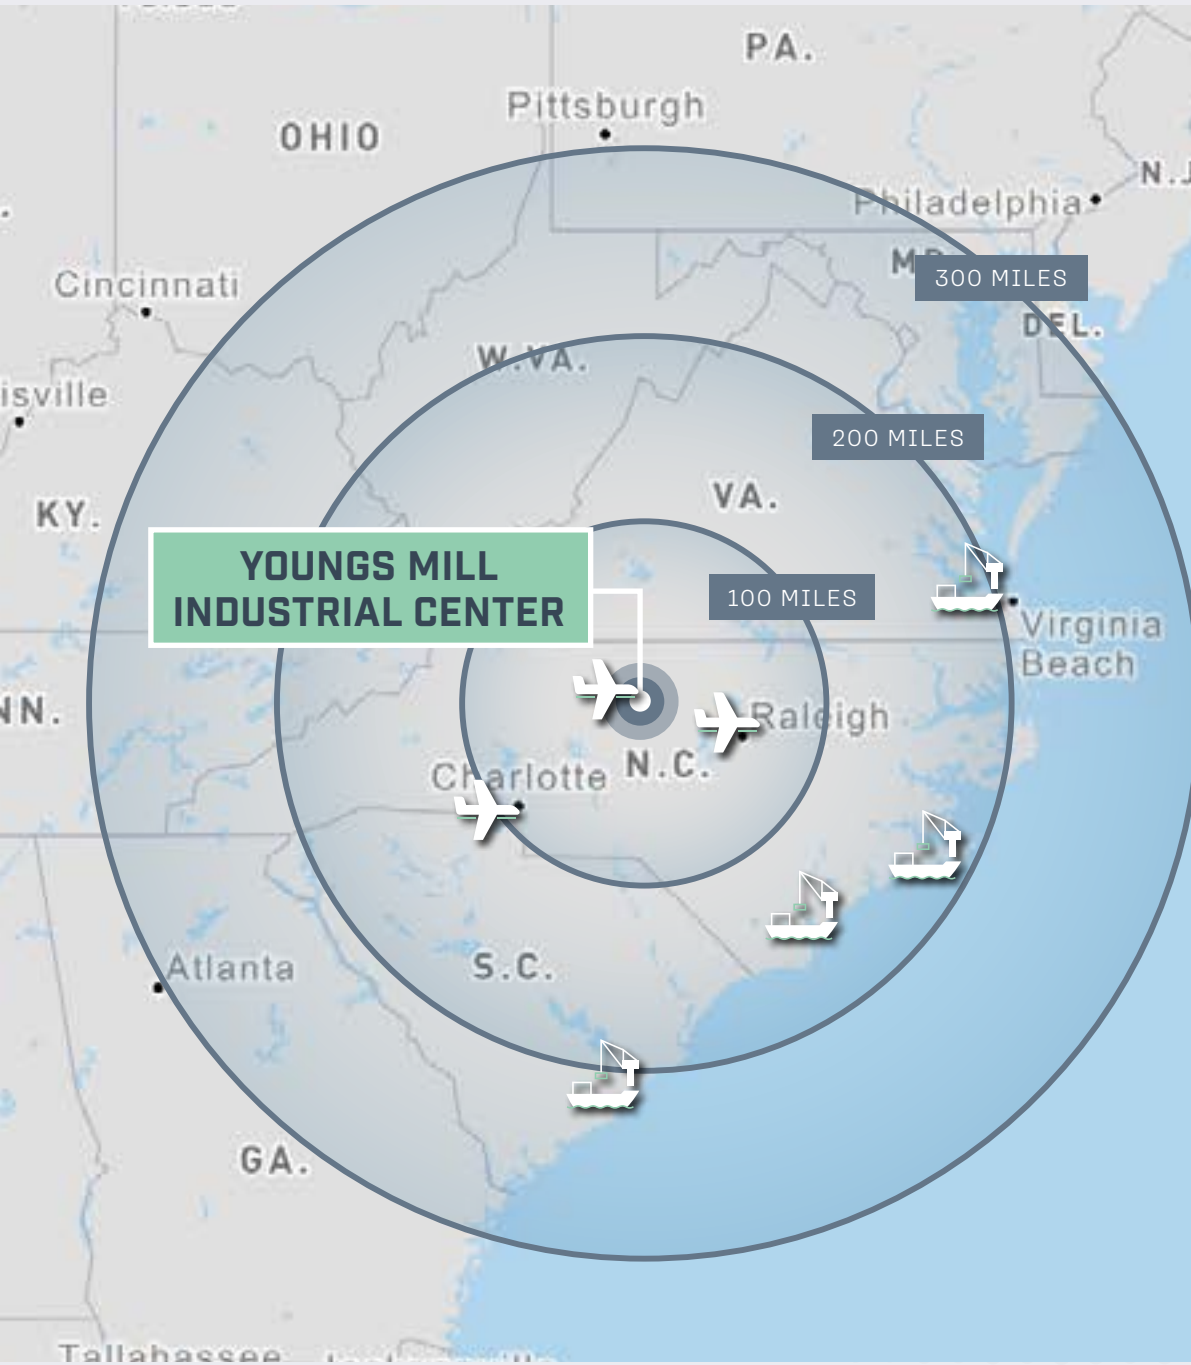 PA.
Pittsburgh
OHIO
N.J
Philadelphia
300 MILES
Cincinnati
DEL.
W.VA.
isville
200 MILES
VA.
KY.
YOUNGS MILL
INDUSTRIAL CENTER
100 MILES
Virginia
Beach
NN.
Raleigh
N.C.
Charlotte
Atlanta
S.C.
GA.
Tallahassee